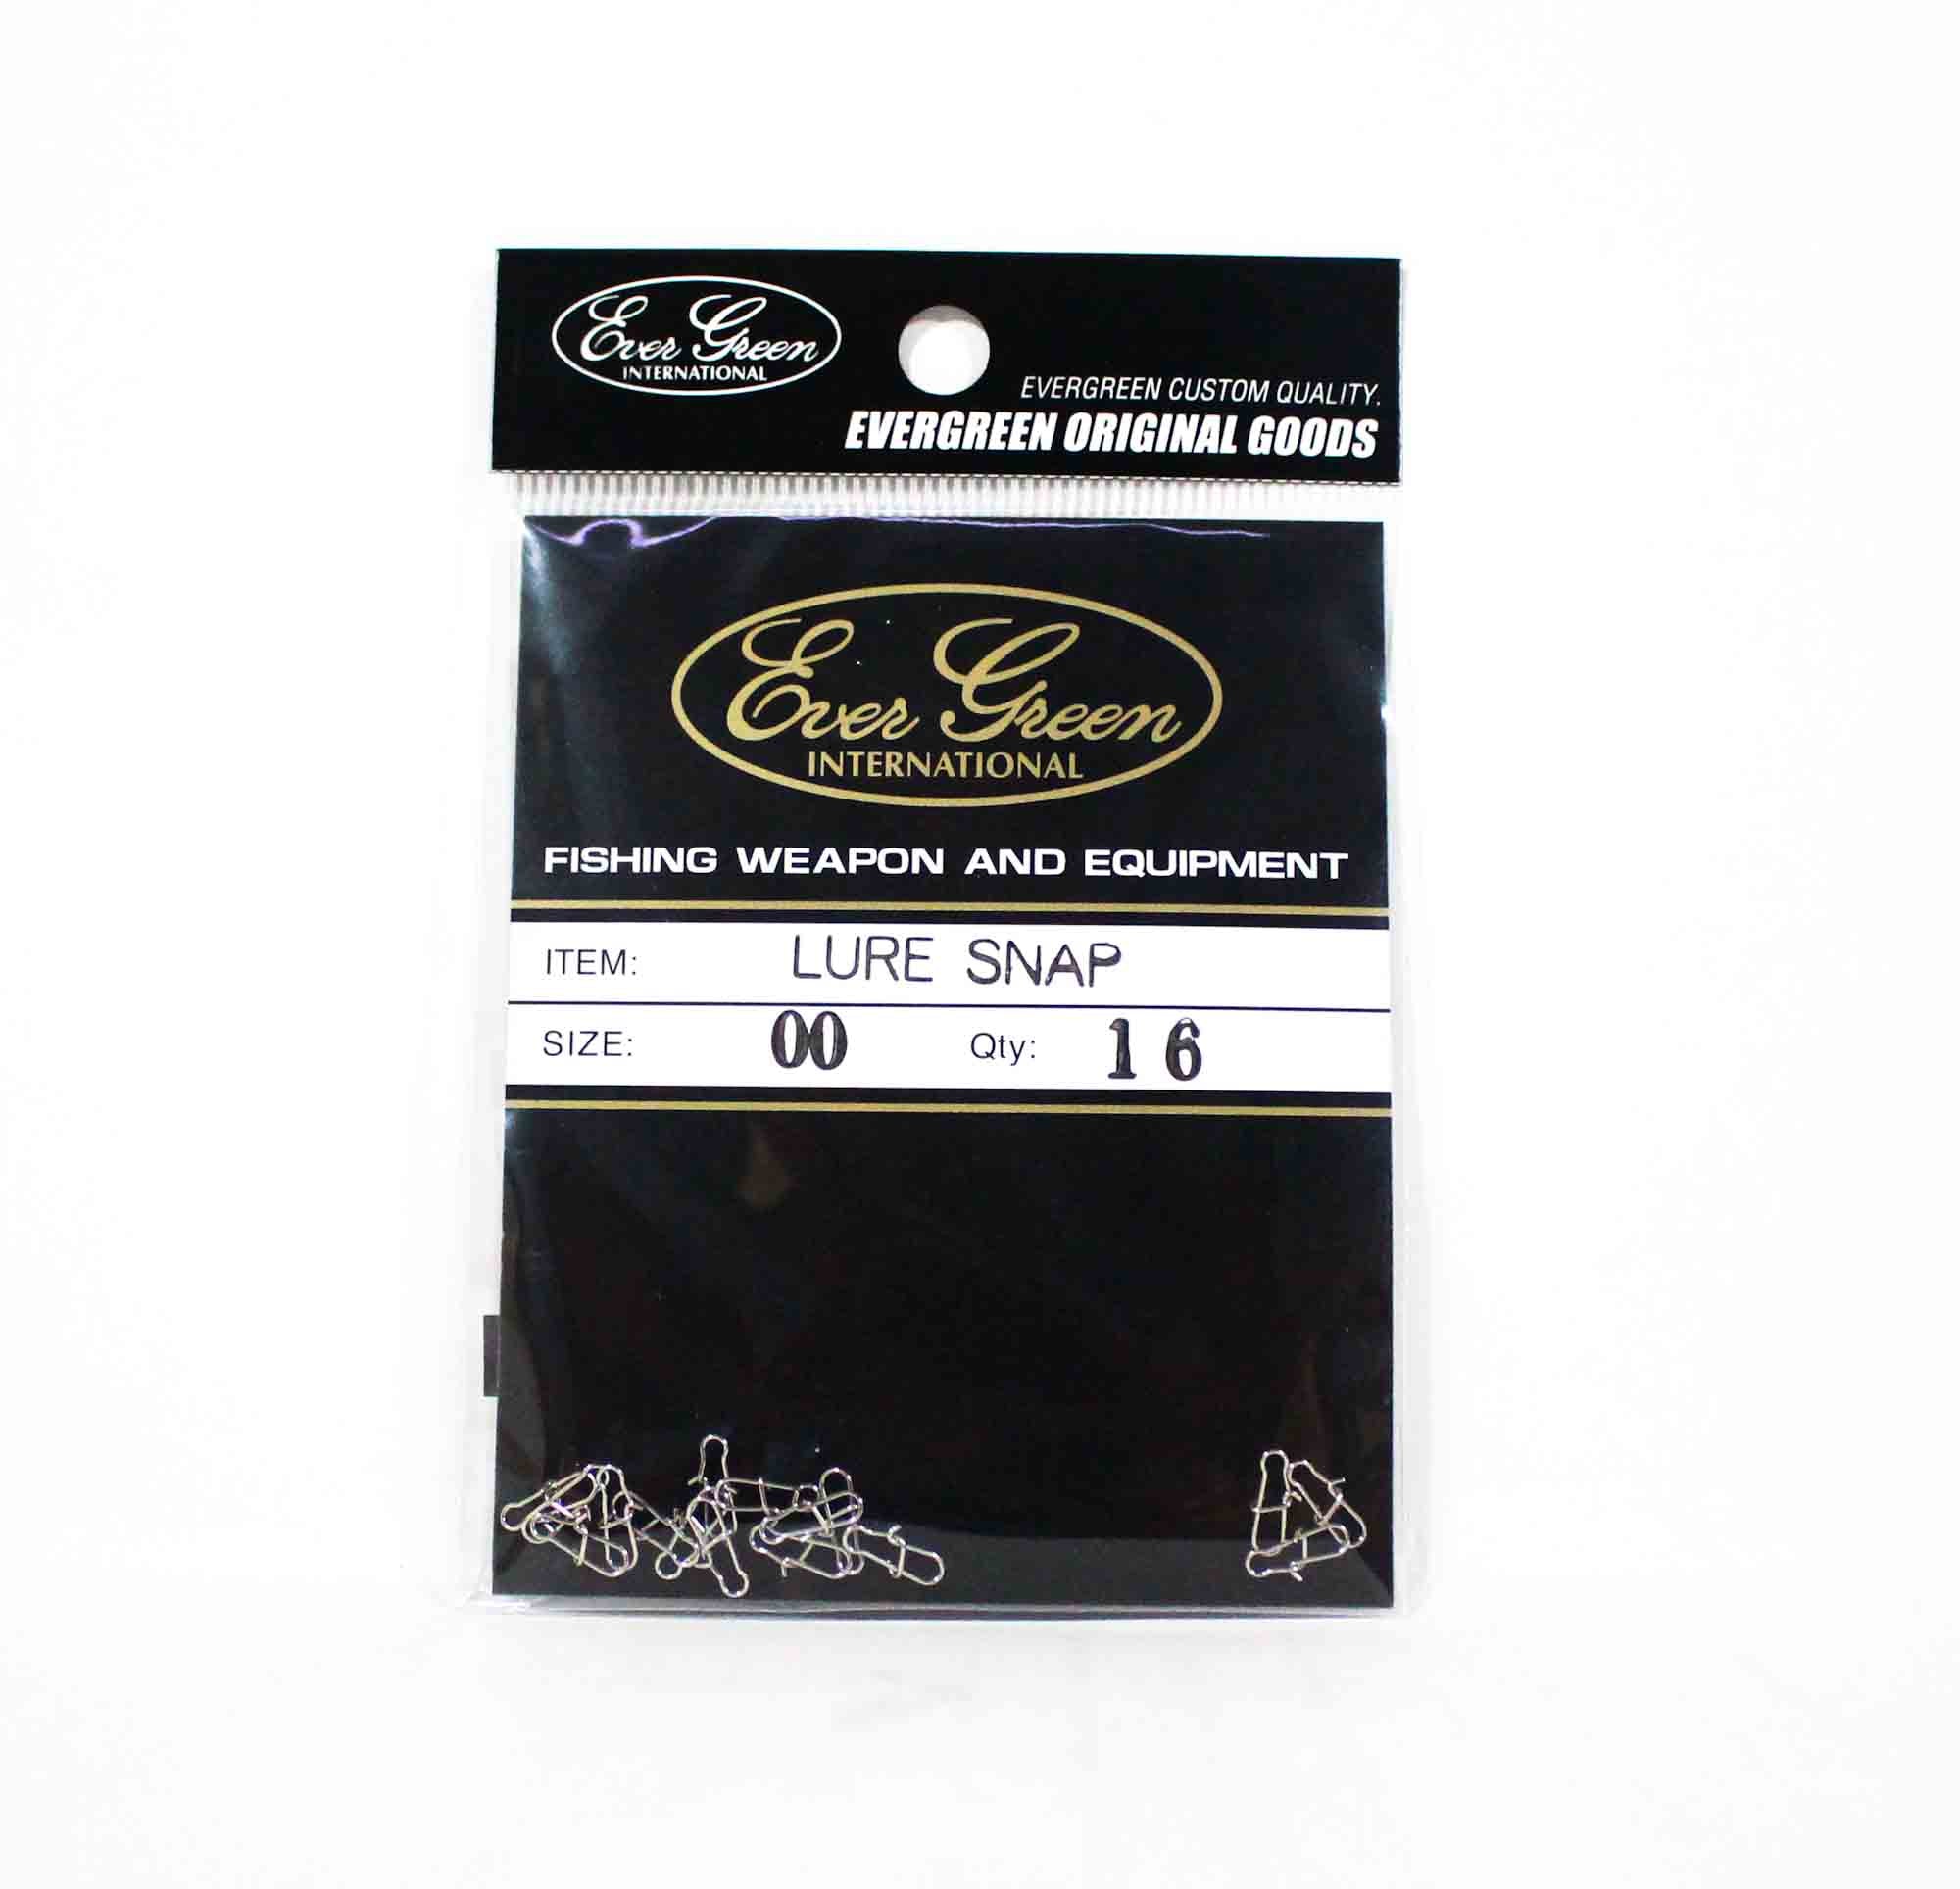 Ever Green
INTERNATIONAL
EVERGREEN CUSTOM QUALITY.
EVERGREEN ORIGINAL GOODS
Ever Green
INTERNATIONAL
FISHING WEAPON AND EQUIPMENT
ITEM: LURE SNAP
SIZE: 00 Qty: 16